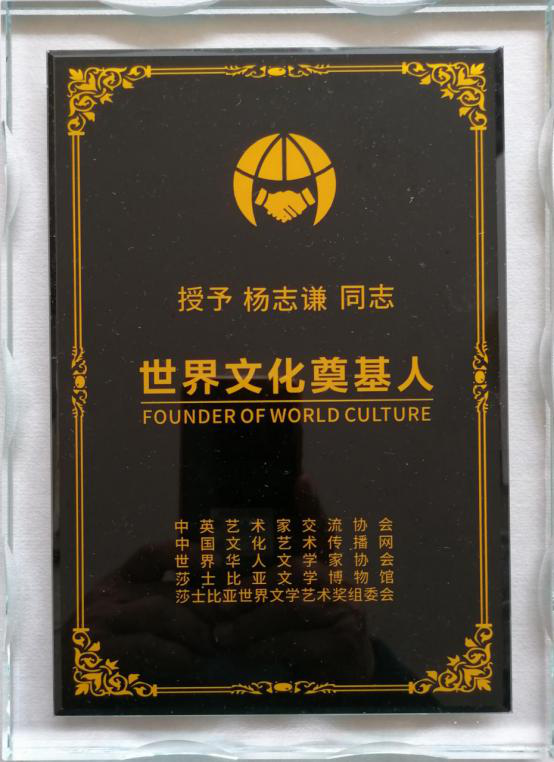 授予 杨志谦 同志
世界文化奠基人
FOUNDER OF WORLD CULTURE
中英艺术家交流协会
中国文化艺术传播网
世界华人文学家协会
莎士比亚文学博物馆
莎士比亚世界文学艺术奖组委会